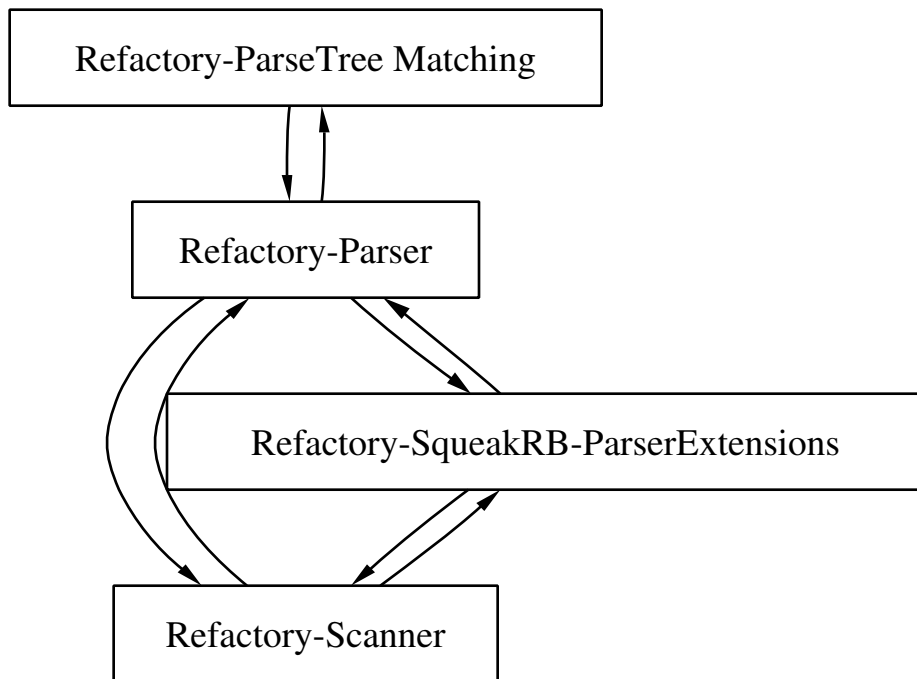 Refactory-ParseTree Matching
Refactory-Parser
Refactory-SqueakRB-ParserExtensions
Refactory-Scanner